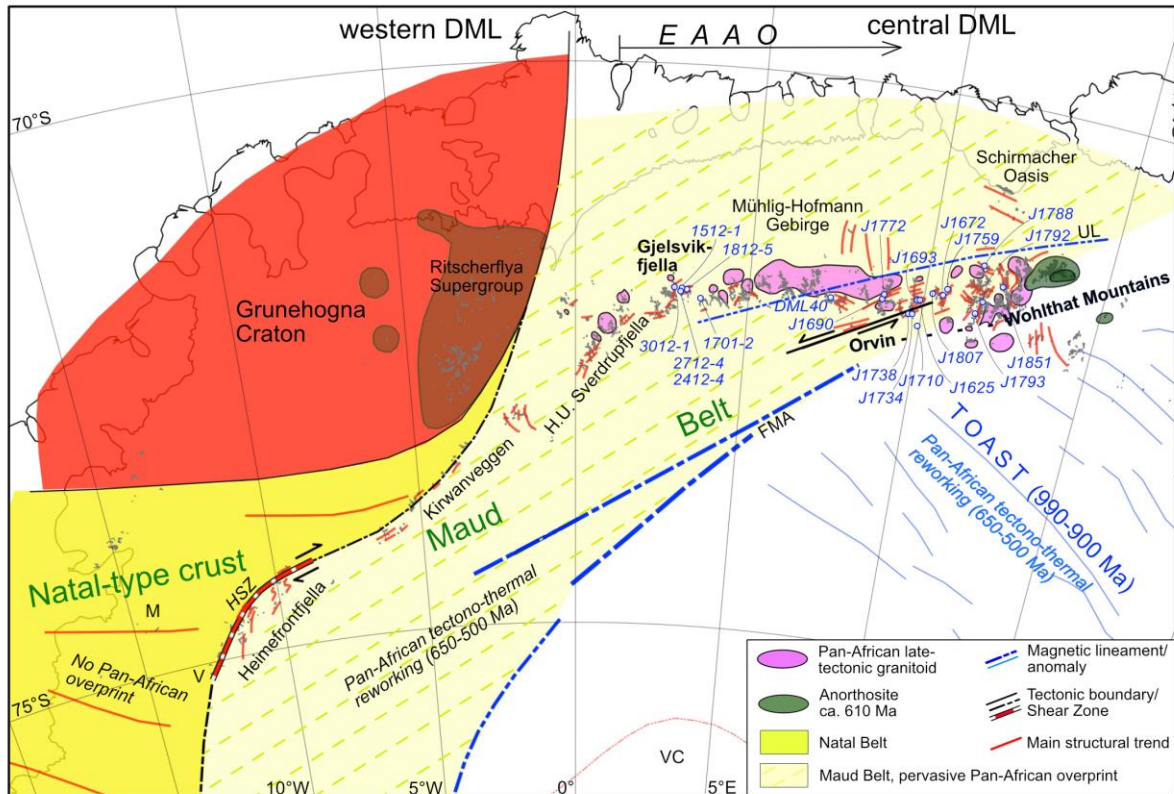 western DML
E A A O
central DML
70°S
Schirmacher
Oasis
Mühlig-Hofmann
Gebirge
J1772
J1672
J1788
J1759
J1792
UL
1512-1
1812-5
Gjelsvik-
fjella
J1693
Ritscherflya
Supergroup
Grunehogna
Craton
DML40
J1690
Wohlthat Mountains
Orvin
H.U. Sverdrupfjella
3012-1
1701-2
2712-4
2412-4
J1807
J1851
J1738
J1710
J1793
J1734
J1625
Belt
FMA
TOAST (990-900 Ma)
Pan-African tectono-thermal
reworking (650-500 Ma)
Kirwanveggen
Maud
Natal-type crust
HSZ
M
Heimefrontfjella
V
No Pan-African
overprint
Pan-African tectono-thermal
reworking (650-500 Ma)
75°S
VC
10°W
5°W
0°
5°E
Pan-African late-
tectonic granitoid
Anorthosite
ca. 610 Ma
Natal Belt
Maud Belt, pervasive Pan-African overprint
Magnetic lineament/
anomaly
Tectonic boundary/
Shear Zone
Main structural trend